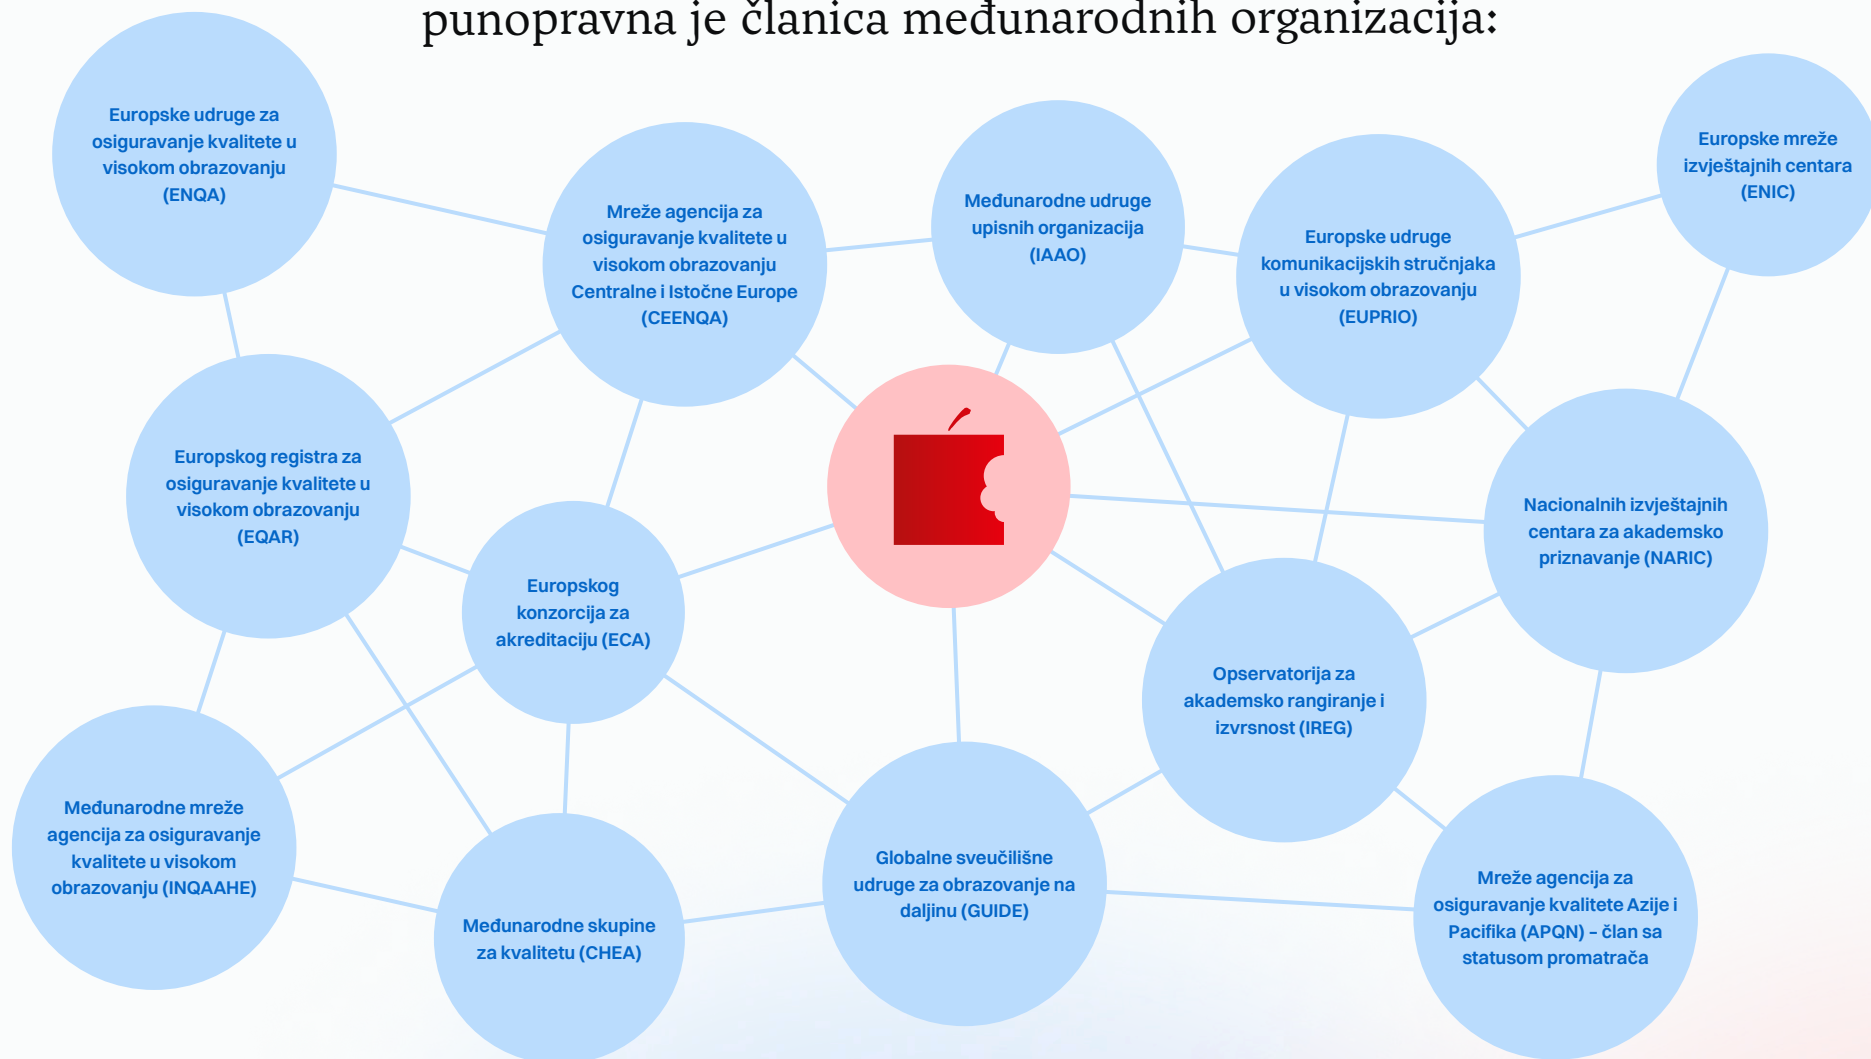 punopravna je članica međunarodnih organizacija:
Europske udruge za
osiguravanje kvalitete u
visokom obrazovanju
(ENQA)
Mreže agencija za
osiguravanje kvalitete u
visokom obrazovanju
Centralne i Istočne Europe
(CEENQA)
Međunarodne udruge
upisnih organizacija
(IAAO)
Europske udruge
komunikacijskih stručnjaka
u visokom obrazovanju
(EUPRIO)
Europske mreže
izvještajnih centara
(ENIC)
Europskog registra za
osiguravanje kvalitete u
visokom obrazovanju
(EQAR)
Europskog
konzorcija za
akreditaciju (ECA)
Nacionalnih izvještajnih
centara za akademsko
priznavanje (NARIC)
Opservatorija za
akademsko rangiranje i
izvrsnost (IREG)
Međunarodne mreže
agencija za osiguravanje
kvalitete u visokom
obrazovanju (INQAAHE)
Međunarodne skupine
za kvalitetu (CHEA)
Globalne sveučilišne
udruge za obrazovanje na
daljinu (GUIDE)
Mreže agencija za
osiguravanje kvalitete Azije i
Pacifika (APQN) – član sa
statusom promatrača